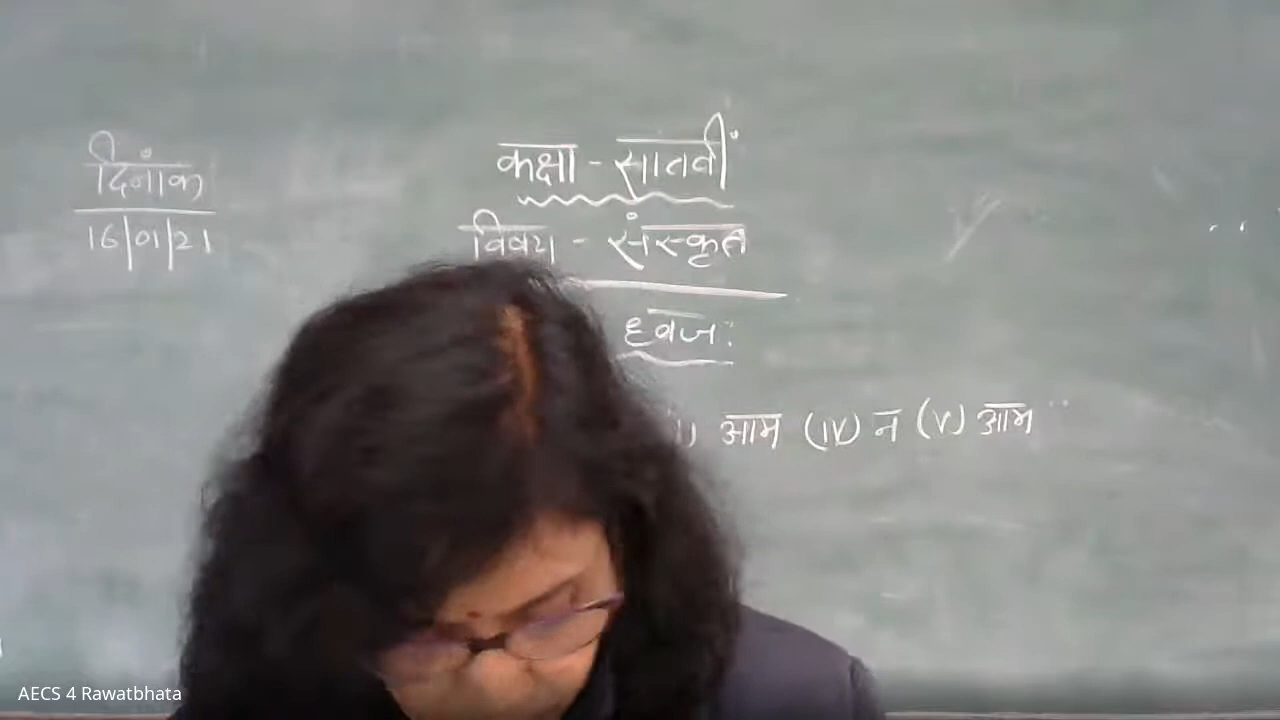 दिनांक
16/01/21
कक्षा - सातवीं
विषय - संस्कृत
ध्वजः
आम (iv) न (v) आम
AECS 4 Rawatbhata